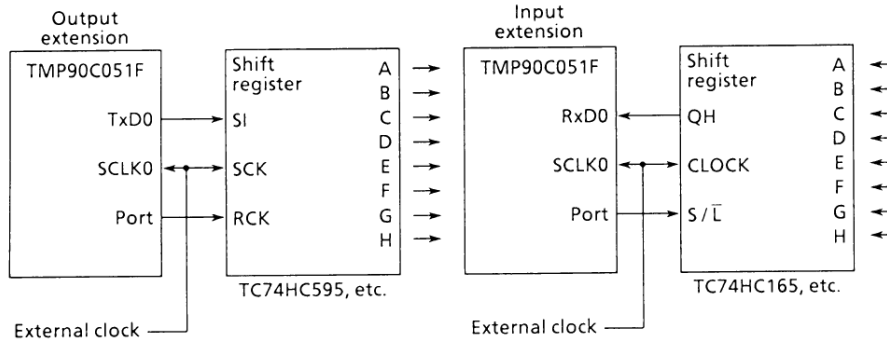 Output
extension
TMP90C051F
TxD0
SCLK0
Port
Shift
register
SI
SCK
RCK
A
B
C
D
E
F
G
H
TC74HC595, etc.
External clock
Input
extension
TMP90C051F
RxD0
SCLK0
Port
Shift
register
QH
CLOCK
S/L̅
A
B
C
D
E
F
G
H
TC74HC165, etc.
External clock